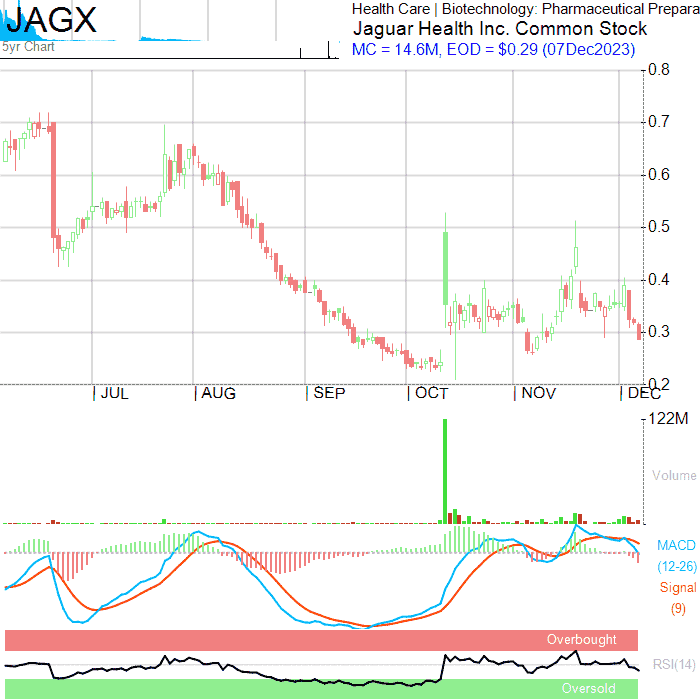 JAGX
5yr Chart
Health Care | Biotechnology: Pharmaceutical Prepara
Jaguar Health Inc. Common Stock
MC = 14.6M, EOD = $0.29 (07Dec2023)
0.8
0.7
0.6
0.5
0.4
0.3
0.2
JUL AUG SEP OCT NOV DEC
122M
Volume
MACD
(12-26)
Signal
(9)
Overbought
RSI(14)
Oversold